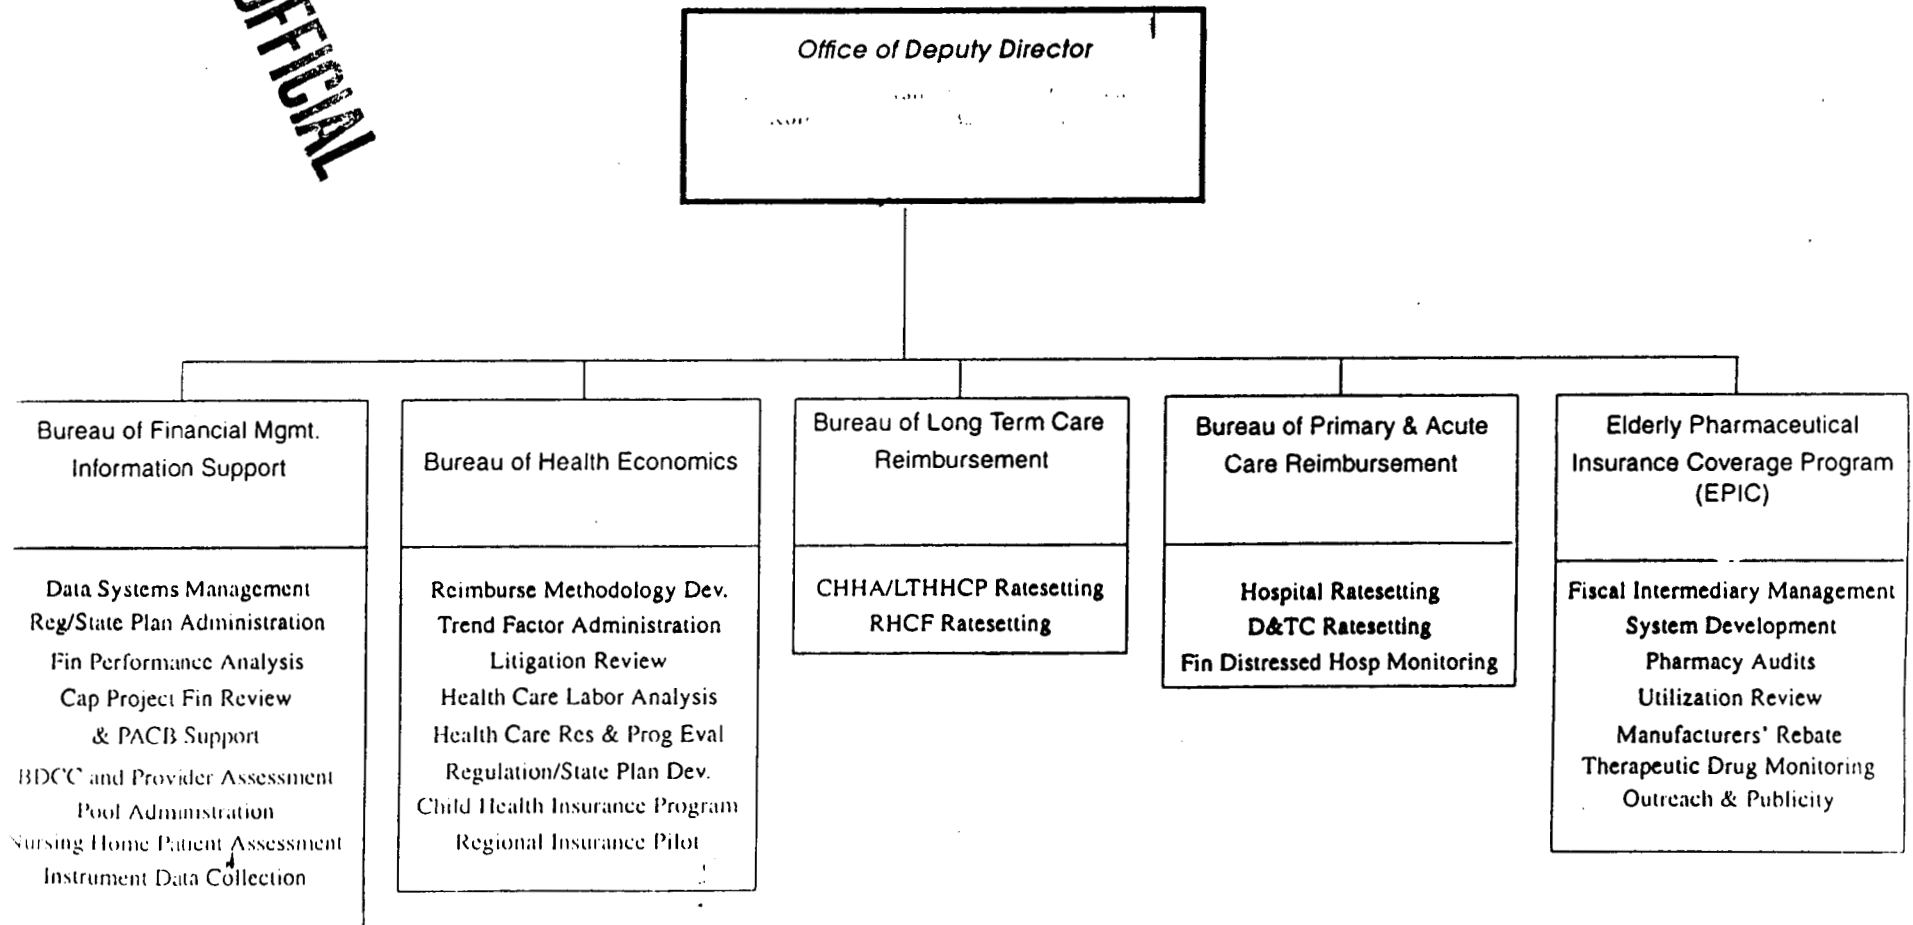 OFFICIAL
Office of Deputy Director
Bureau of Financial Mgmt.
Information Support
Data Systems Management
Reg/State Plan Administration
Fin Performance Analysis
Cap Project Fin Review
& PACB Support
BDCC and Provider Assessment
Pool Administration
Nursing Home Patient Assessment
Instrument Data Collection
Bureau of Health Economics
Reimburse Methodology Dev.
Trend Factor Administration
Litigation Review
Health Care Labor Analysis
Health Care Res & Prog Eval
Regulation/State Plan Dev.
Child Health Insurance Program
Regional Insurance Pilot
Bureau of Long Term Care
Reimbursement
CHHA/LTHHCP Ratesetting
RHCF Ratesetting
Bureau of Primary & Acute
Care Reimbursement
Hospital Ratesetting
D&TC Ratesetting
Fin Distressed Hosp Monitoring
Elderly Pharmaceutical
Insurance Coverage Program
(EPIC)
Fiscal Intermediary Management
System Development
Pharmacy Audits
Utilization Review
Manufacturers' Rebate
Therapeutic Drug Monitoring
Outreach & Publicity